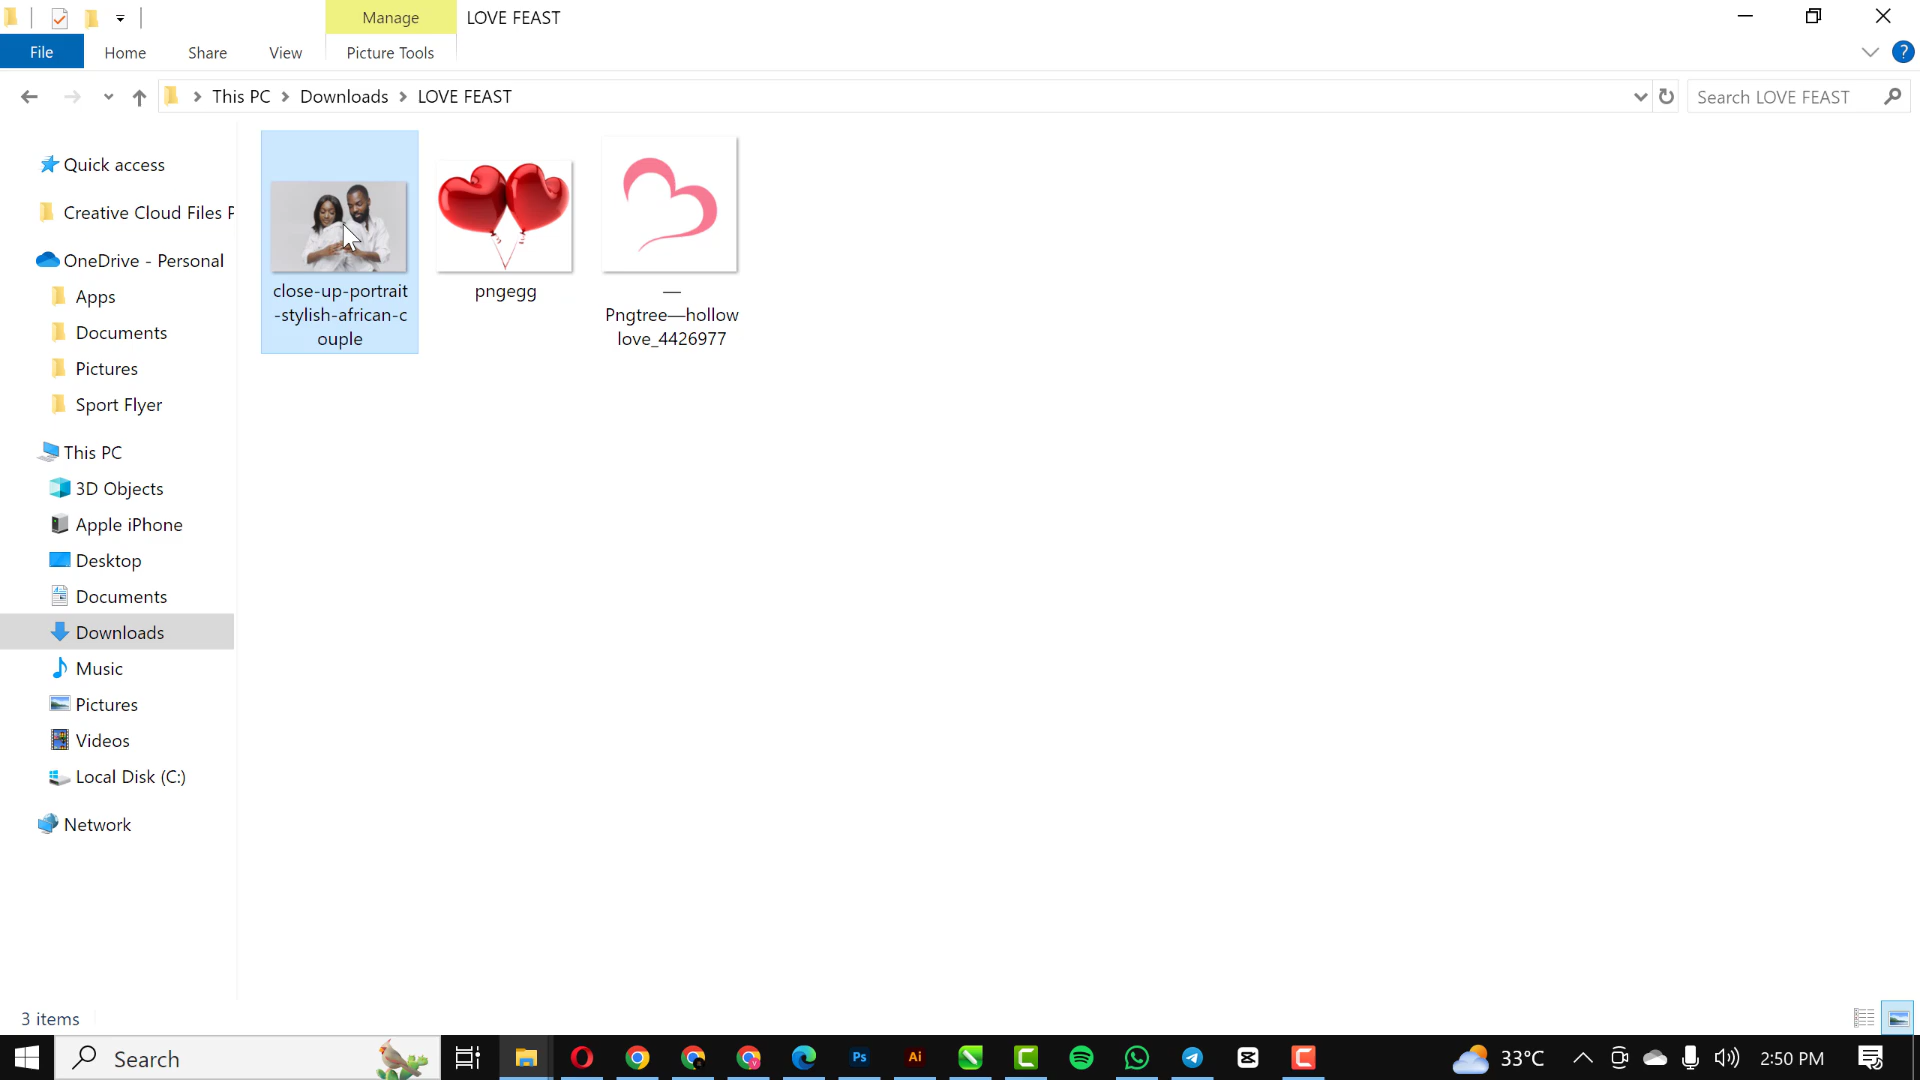 Manage
LOVE FEAST
File
Home
Share
View
Picture Tools
This PC
Downloads
LOVE FEAST
Search LOVE FEAST
Quick access
Creative Cloud Files F
OneDrive - Personal
Apps
Documents
Pictures
Sport Flyer
This PC
3D Objects
Apple iPhone
Desktop
Documents
Downloads
Music
Pictures
Videos
Local Disk (C:)
Network
close-up-portrait
-stylish-african-c
ouple
pngegg
—
Pngtree—hollow
love_4426977
3 items
Search
Ps
Ai
33°C
2:50 PM